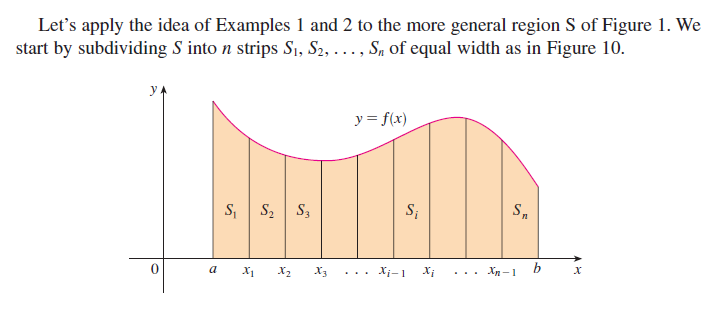 Let's apply the idea of Examples 1 and 2 to the more general region S of Figure 1. We
start by subdividing S into n strips S₁, S₂, . . . , Sₙ of equal width as in Figure 10.
y
y = f(x)
S₁ S₂ S₃ Sᵢ Sₙ
0 a x₁ x₂ x₃ . . . xᵢ₋₁ xᵢ . . . xₙ₋₁ b x